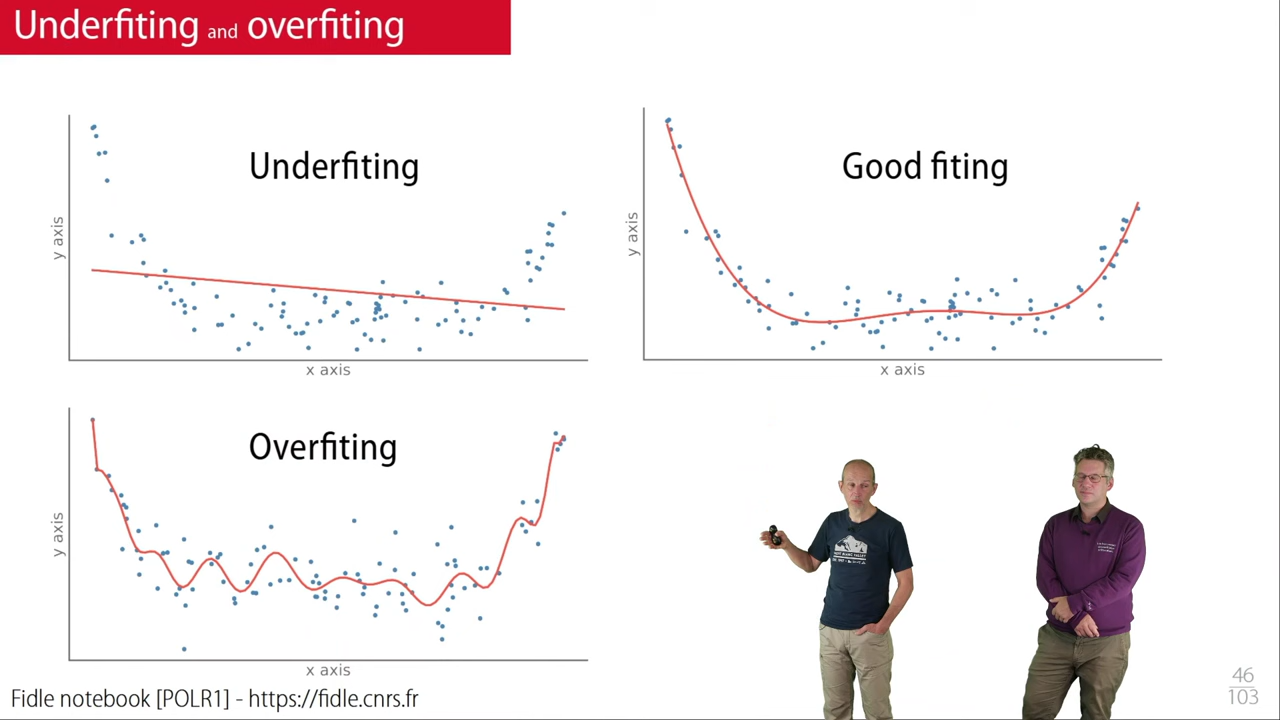 Underfiting and overfiting
Underfiting
y axis
x axis
Good fiting
y axis
x axis
Overfiting
y axis
x axis
Fidle notebook [POLR1] - https://fidle.cnrs.fr
46
103